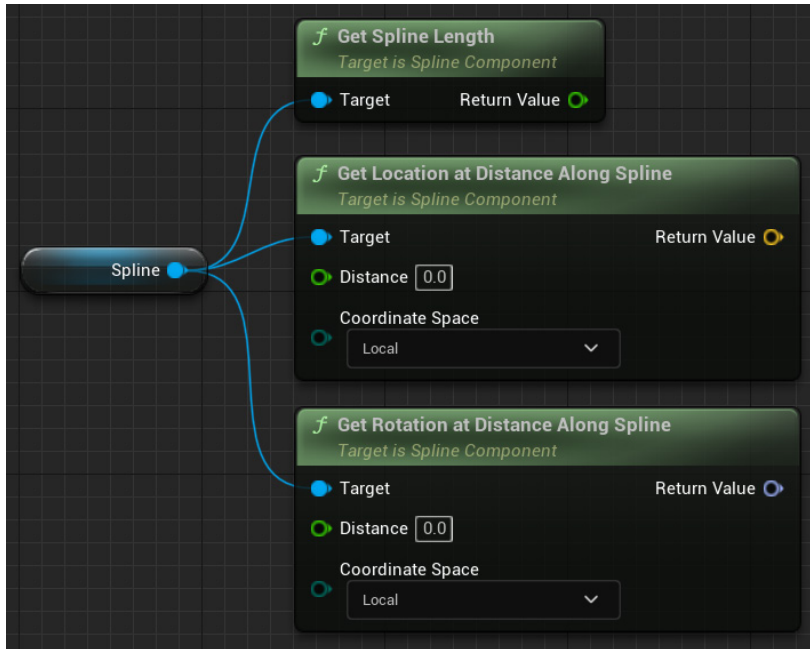 Get Spline Length
Target is Spline Component
Target Return Value
Get Location at Distance Along Spline
Target is Spline Component
Target Return Value
Spline
Distance 0.0
Coordinate Space
Local
Get Rotation at Distance Along Spline
Target is Spline Component
Target Return Value
Distance 0.0
Coordinate Space
Local